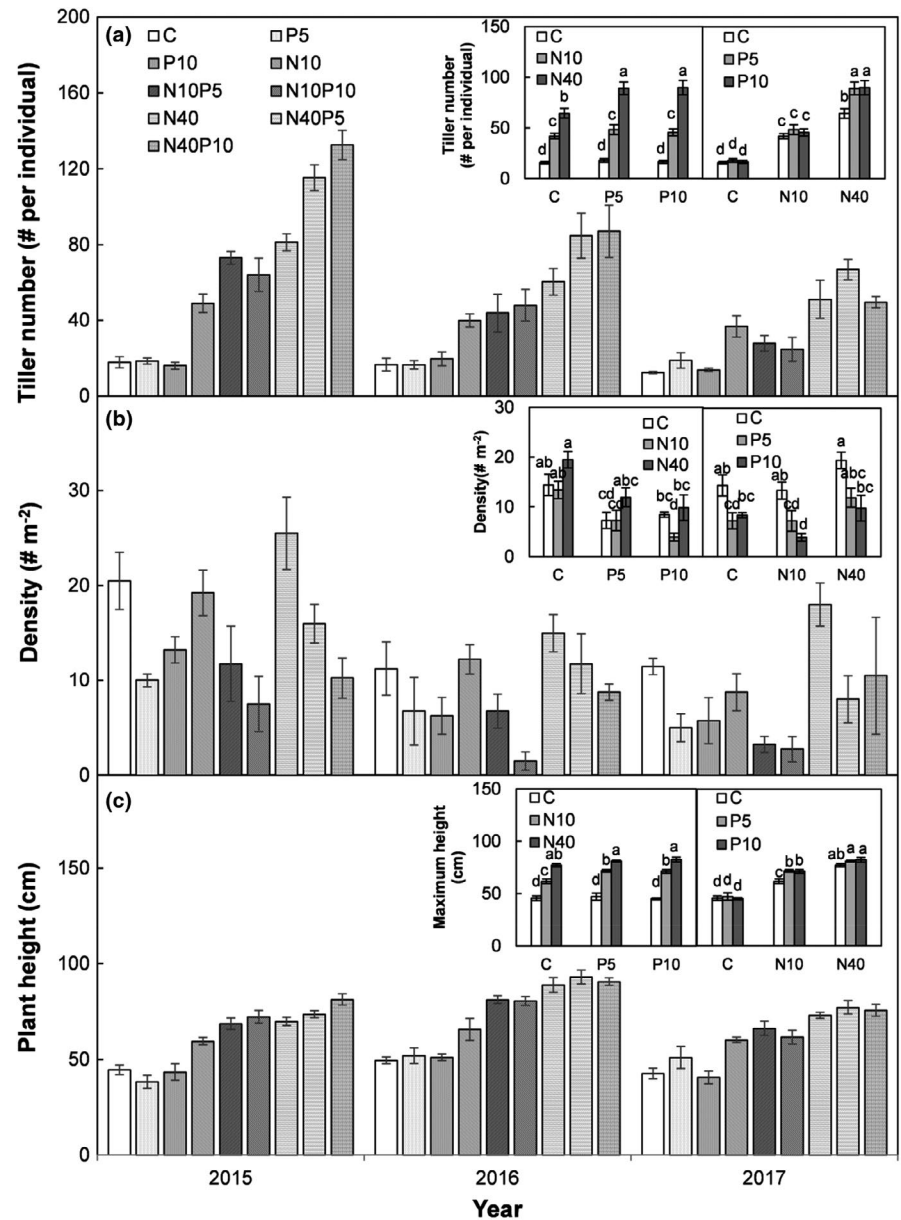 (a)
C P5
P10 N10
N10P5 N10P10
N40 N40P5
N40P10
Tiller number (# per individual)
200
160
120
80
40
0
Tiller number
(# per individual)
150
100
50
0
C
N10
N40
C
P5
P10
d c b d c a d c a d d d c c c b a a
C P5 P10 C N10 N40
(b)
Density (# m-2)
30
20
10
0
Density(# m-2)
30
20
10
0
C
N10
N40
C
P5
P10
ab ab a cd cd abc bc d bc ab cd bc ab cd d a abc bc
C P5 P10 C N10 N40
(c)
Plant height (cm)
150
100
50
0
Maximum height
(cm)
150
100
50
0
C
N10
N40
C
P5
P10
d c ab d b a d b a d d d c b b ab a a
C P5 P10 C N10 N40
2015 2016 2017
Year